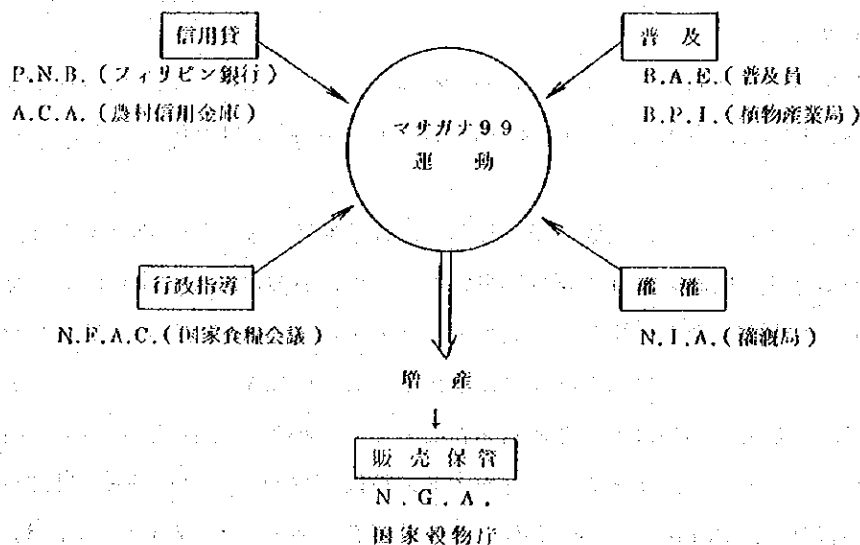 信用貸
P.N.B.(フィリピン銀行)
A.C.A.(農村信用金庫)
普及
B.A.E.(普及員
B.P.I.(植物産業局)
マサガナ99
運動
行政指導
N.F.A.C.(国家食糧会議)
灌漑
N.I.A.(灌漑局)
増産
販売保管
N.G.A.
国家穀物庁